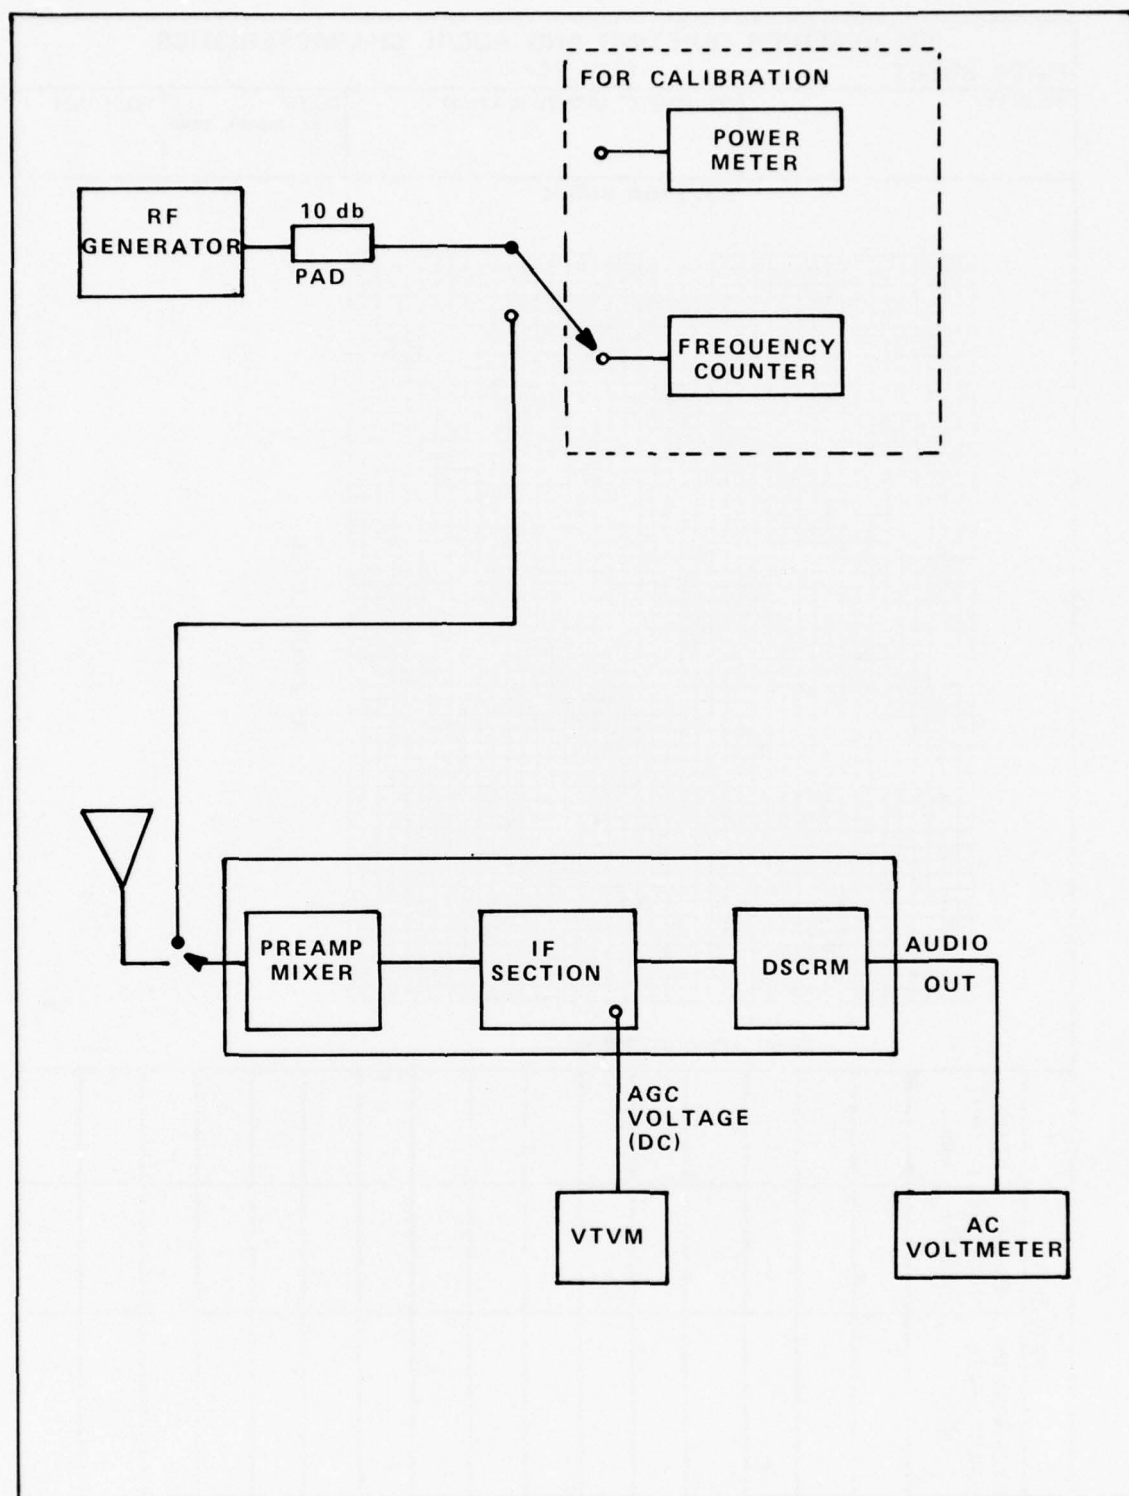 FOR CALIBRATION
POWER
METER
RF
GENERATOR
10 db
PAD
FREQUENCY
COUNTER
PREAMP
MIXER
IF
SECTION
DSCRM
AUDIO
OUT
AGC
VOLTAGE
(DC)
VTVM
AC
VOLTMETER